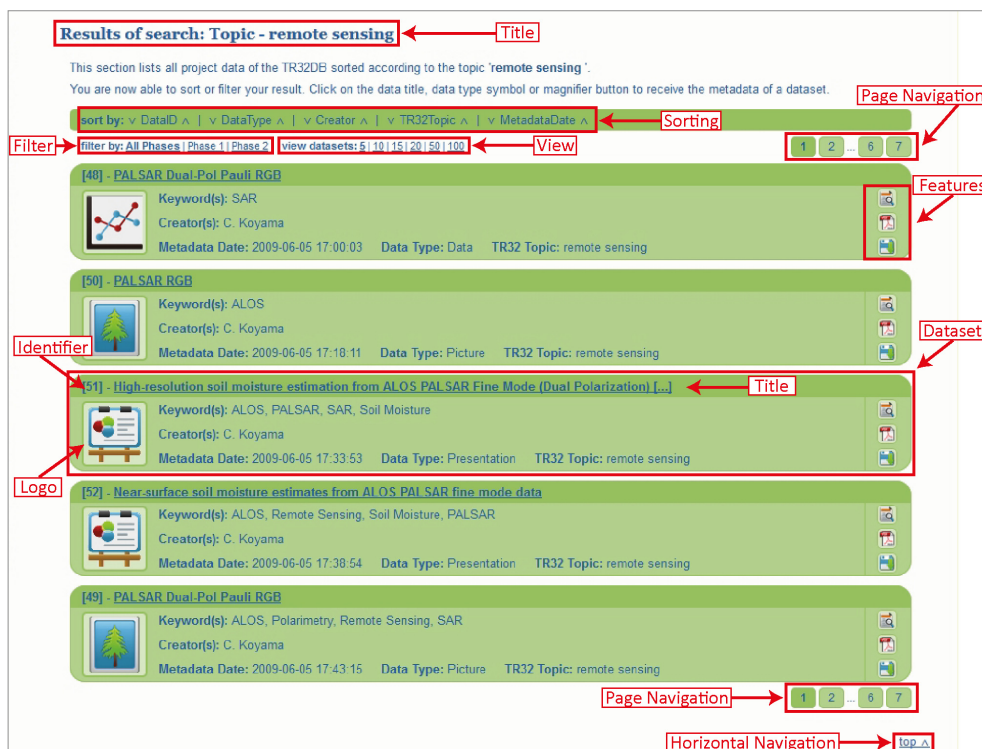 Results of search: Topic - remote sensing
Title
This section lists all project data of the TR32DB sorted according to the topic 'remote sensing '.
You are now able to sort or filter your result. Click on the data title, data type symbol or magnifier button to receive the metadata of a dataset.
Page Navigation
sort by: ∨ DataID ∧ | ∨ DataType ∧ | ∨ Creator ∧ | ∨ TR32Topic ∧ | ∨ MetadataDate ∧
Sorting
Filter
filter by: All Phases | Phase 1 | Phase 2
view datasets: 5 | 10 | 15 | 20 | 50 | 100
View
1 2 ... 6 7
[48] - PALSAR Dual-Pol Pauli RGB
Features
Keyword(s): SAR
Creator(s): C. Koyama
Metadata Date: 2009-06-05 17:00:03 Data Type: Data TR32 Topic: remote sensing
[50] - PALSAR RGB
Keyword(s): ALOS
Creator(s): C. Koyama
Metadata Date: 2009-06-05 17:18:11 Data Type: Picture TR32 Topic: remote sensing
Identifier
Dataset
[51] - High-resolution soil moisture estimation from ALOS PALSAR Fine Mode (Dual Polarization) [...]
Title
Keyword(s): ALOS, PALSAR, SAR, Soil Moisture
Creator(s): C. Koyama
Metadata Date: 2009-06-05 17:33:53 Data Type: Presentation TR32 Topic: remote sensing
Logo
[52] - Near-surface soil moisture estimates from ALOS PALSAR fine mode data
Keyword(s): ALOS, Remote Sensing, Soil Moisture, PALSAR
Creator(s): C. Koyama
Metadata Date: 2009-06-05 17:38:54 Data Type: Presentation TR32 Topic: remote sensing
[49] - PALSAR Dual-Pol Pauli RGB
Keyword(s): ALOS, Polarimetry, Remote Sensing, SAR
Creator(s): C. Koyama
Metadata Date: 2009-06-05 17:43:15 Data Type: Picture TR32 Topic: remote sensing
Page Navigation
1 2 ... 6 7
Horizontal Navigation
top ∧